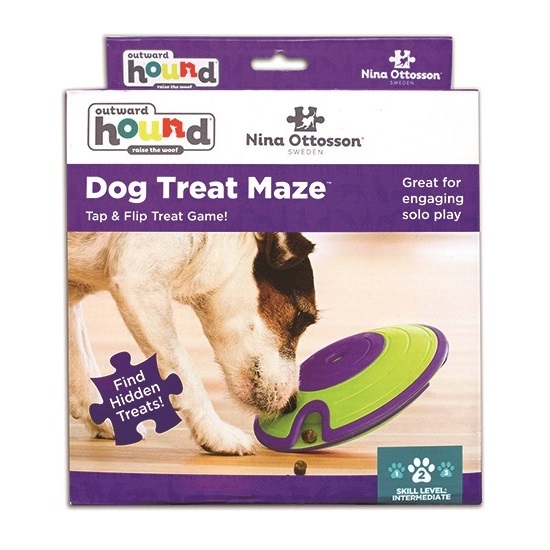 outward
hound
raise the woof
Nina Ottosson®
SWEDEN
outward
hound®
raise the woof
Nina Ottosson®
SWEDEN
Dog Treat Maze™
Tap & Flip Treat Game!
Great for
engaging
solo play
Find
Hidden
Treats!
1 2 3
SKILL LEVEL:
INTERMEDIATE